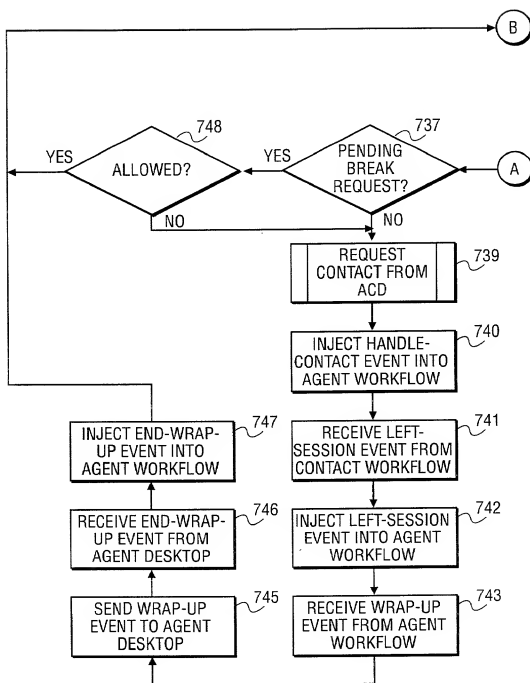 B
748
737
YES
ALLOWED?
YES
PENDING
BREAK
REQUEST?
A
NO
NO
REQUEST
CONTACT FROM
ACD
739
INJECT HANDLE-
CONTACT EVENT INTO
AGENT WORKFLOW
740
INJECT END-WRAP-
UP EVENT INTO
AGENT WORKFLOW
747
RECEIVE LEFT-
SESSION EVENT FROM
CONTACT WORKFLOW
741
RECEIVE END-WRAP-
UP EVENT FROM
AGENT DESKTOP
746
INJECT LEFT-SESSION
EVENT INTO AGENT
WORKFLOW
742
SEND WRAP-UP
EVENT TO AGENT
DESKTOP
745
RECEIVE WRAP-UP
EVENT FROM AGENT
WORKFLOW
743